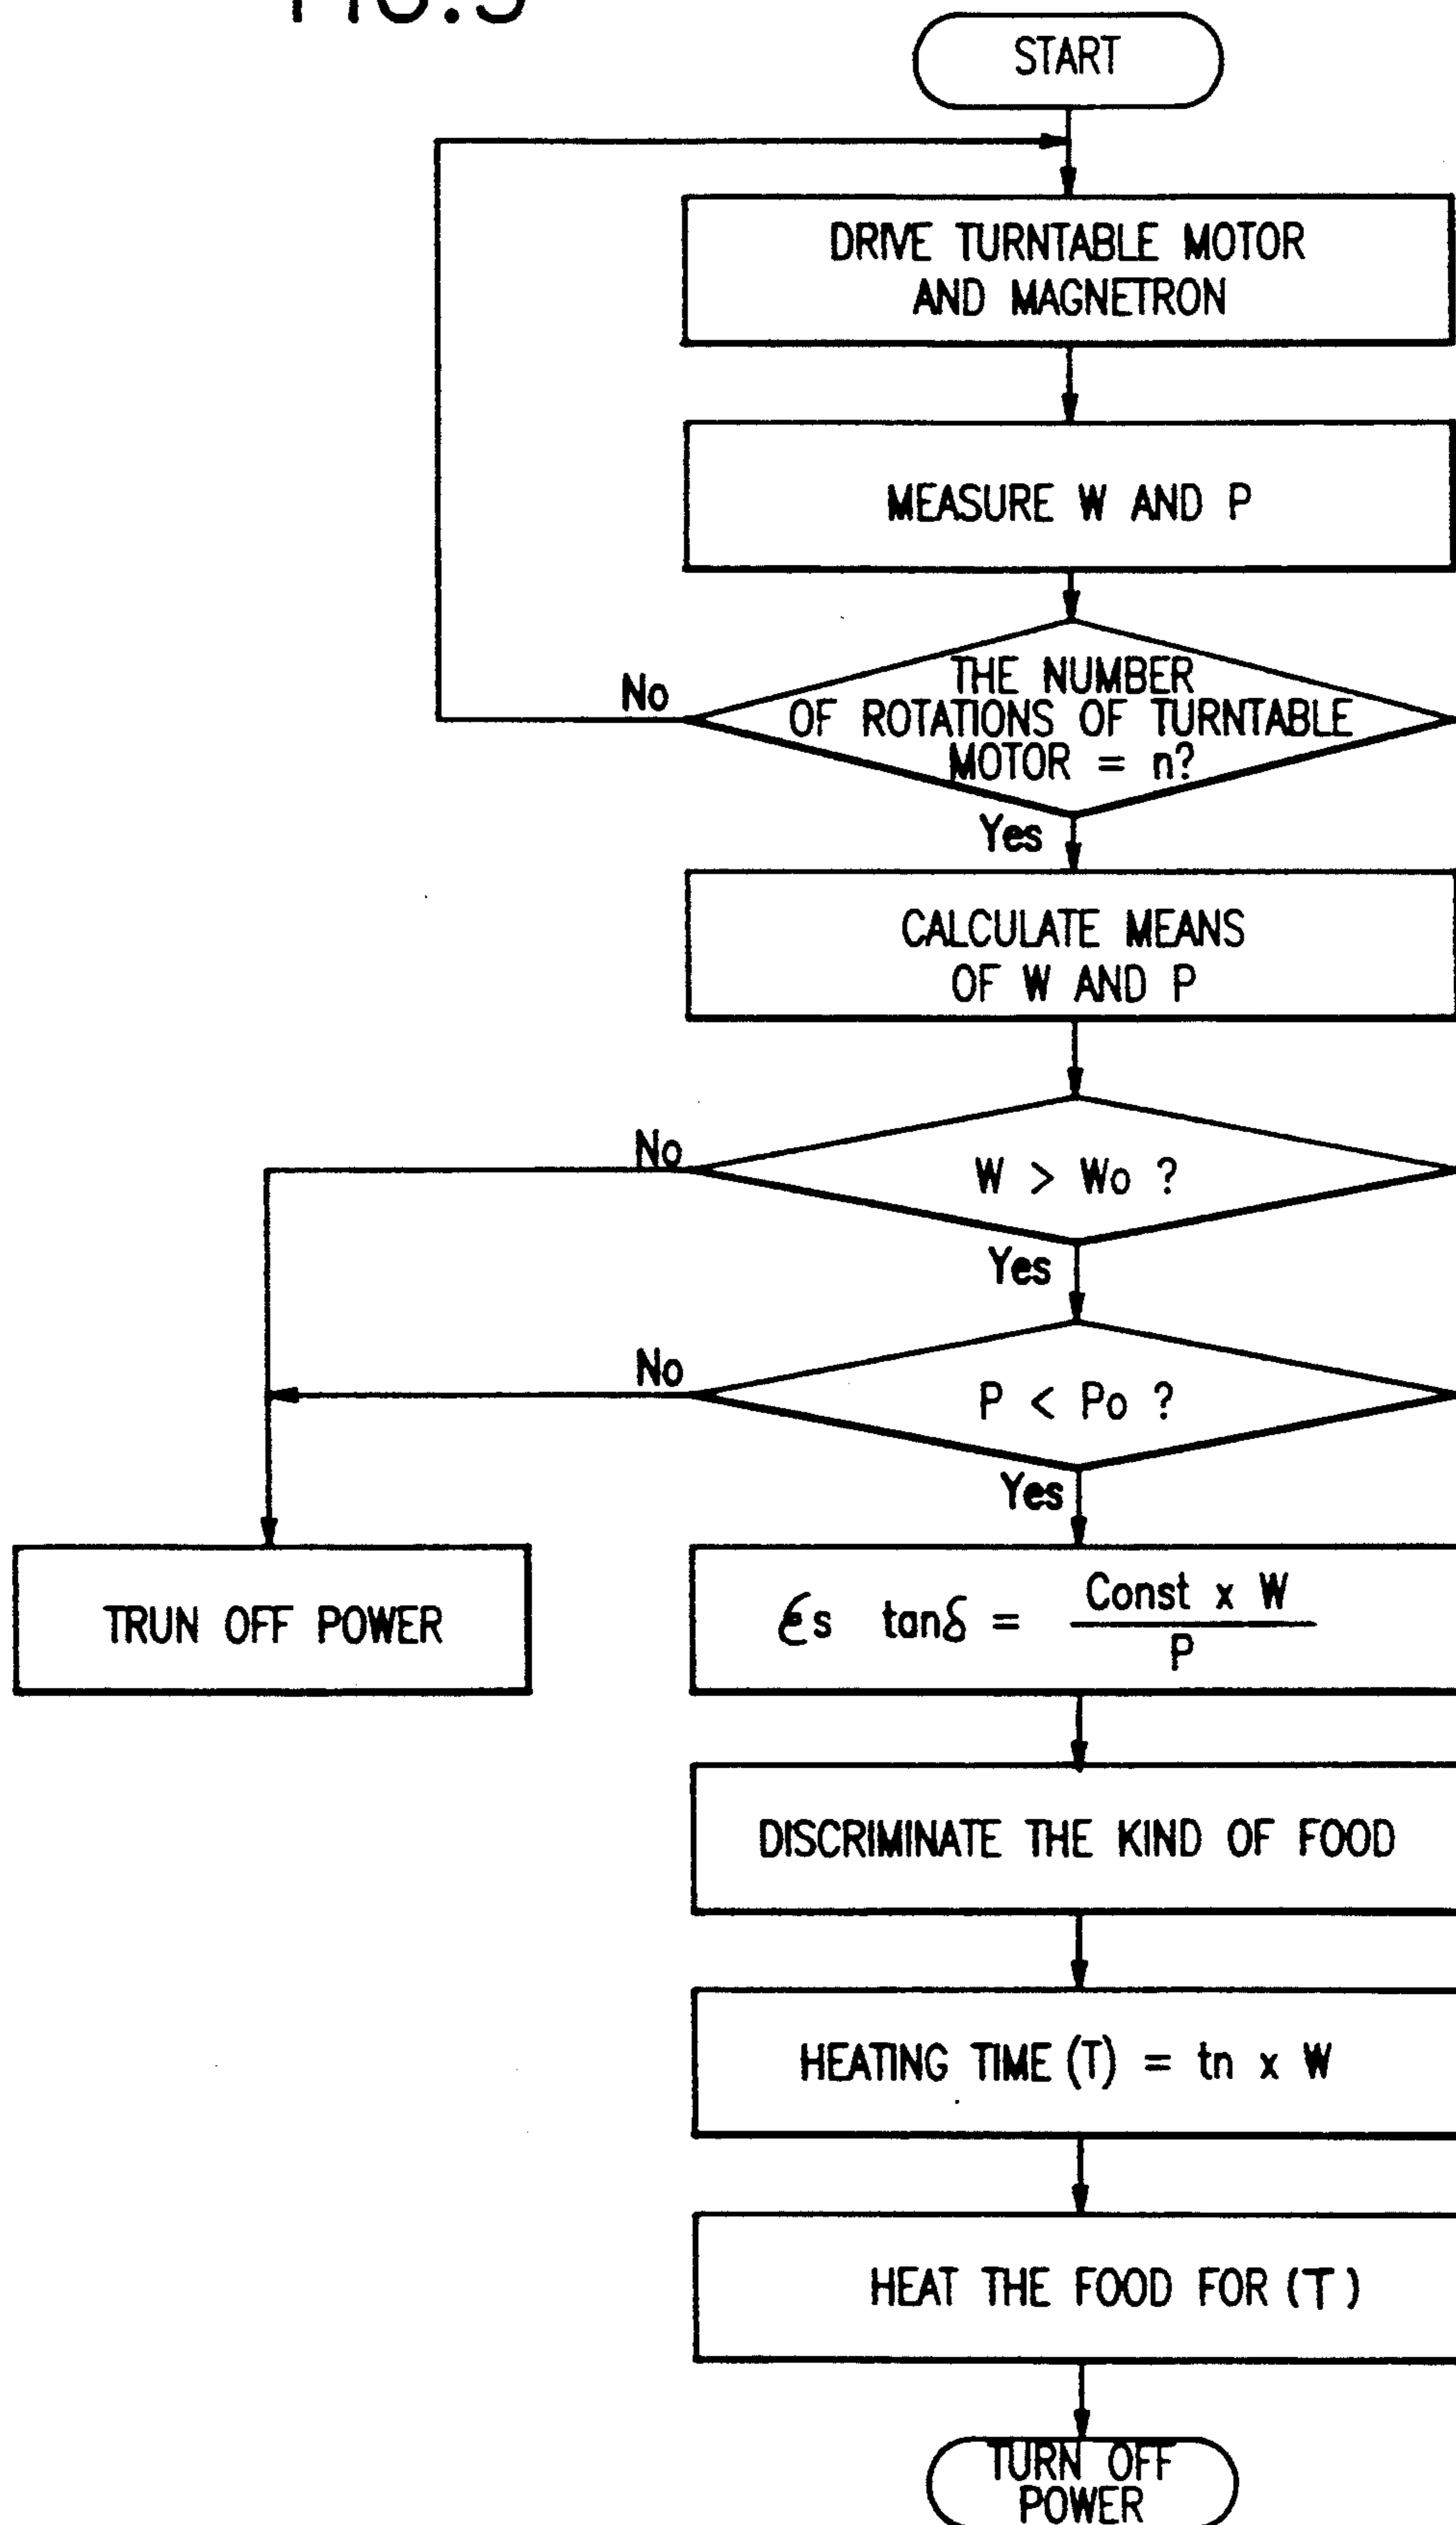 START
DRIVE TURNTABLE MOTOR
AND MAGNETRON
MEASURE W AND P
No
THE NUMBER
OF ROTATIONS OF TURNTABLE
MOTOR = n?
Yes
CALCULATE MEANS
OF W AND P
No
W > Wo ?
Yes
No
P < Po ?
Yes
TRUN OFF POWER
Єs tanδ = Const x W
P
DISCRIMINATE THE KIND OF FOOD
HEATING TIME (T) = tn x W
HEAT THE FOOD FOR (T)
TURN OFF
POWER